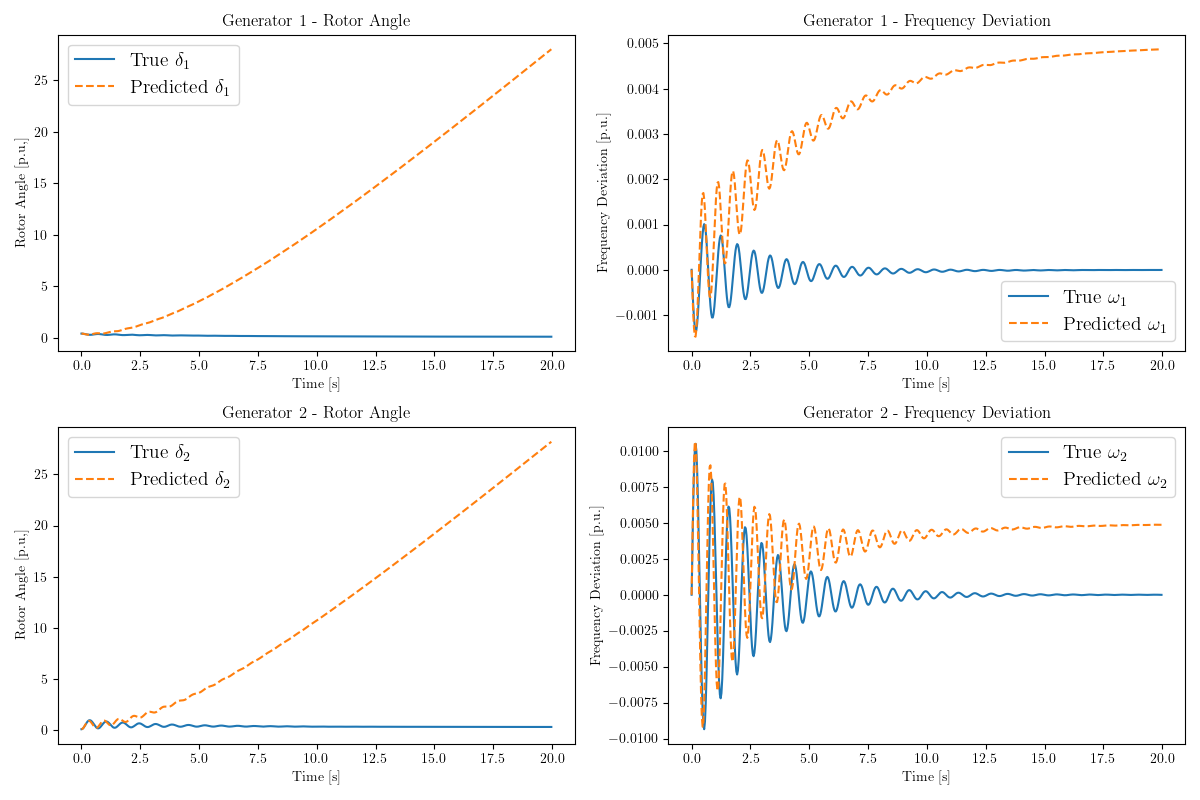 Generator 1 - Rotor Angle
True δ1
Predicted δ1
Rotor Angle [p.u.]
25
20
15
10
5
0
0.0 2.5 5.0 7.5 10.0 12.5 15.0 17.5 20.0
Time [s]
Generator 1 - Frequency Deviation
Frequency Deviation [p.u.]
0.005
0.004
0.003
0.002
0.001
0.000
−0.001
True ω1
Predicted ω1
0.0 2.5 5.0 7.5 10.0 12.5 15.0 17.5 20.0
Time [s]
Generator 2 - Rotor Angle
True δ2
Predicted δ2
Rotor Angle [p.u.]
25
20
15
10
5
0
0.0 2.5 5.0 7.5 10.0 12.5 15.0 17.5 20.0
Time [s]
Generator 2 - Frequency Deviation
True ω2
Predicted ω2
Frequency Deviation [p.u.]
0.0100
0.0075
0.0050
0.0025
0.0000
−0.0025
−0.0050
−0.0075
−0.0100
0.0 2.5 5.0 7.5 10.0 12.5 15.0 17.5 20.0
Time [s]